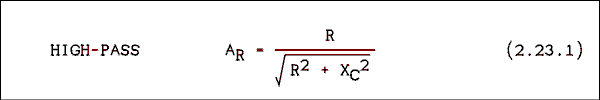 HIGH-PASS A_R = R / √(R² + X_C²) (2.23.1)